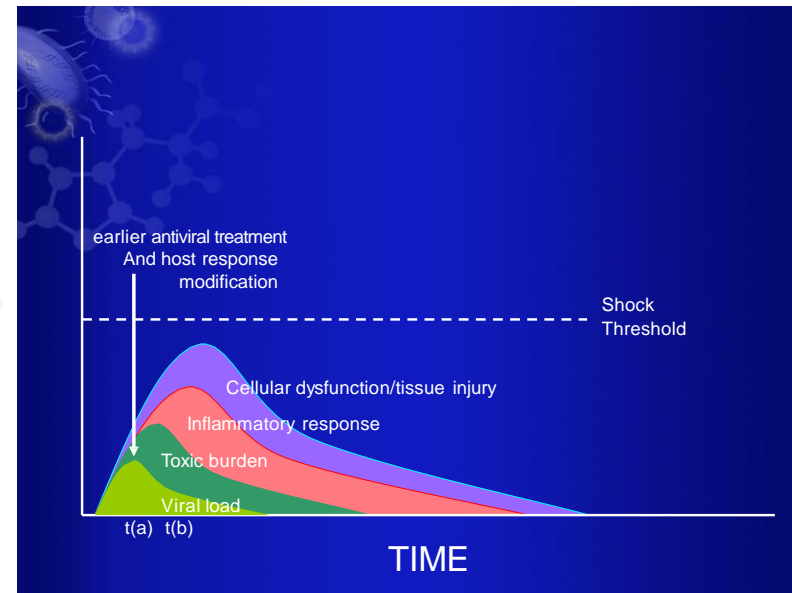 earlier antiviral treatment
And host response
modification
Shock
Threshold
Cellular dysfunction/tissue injury
Inflammatory response
Toxic burden
Viral load
t(a) t(b)
TIME